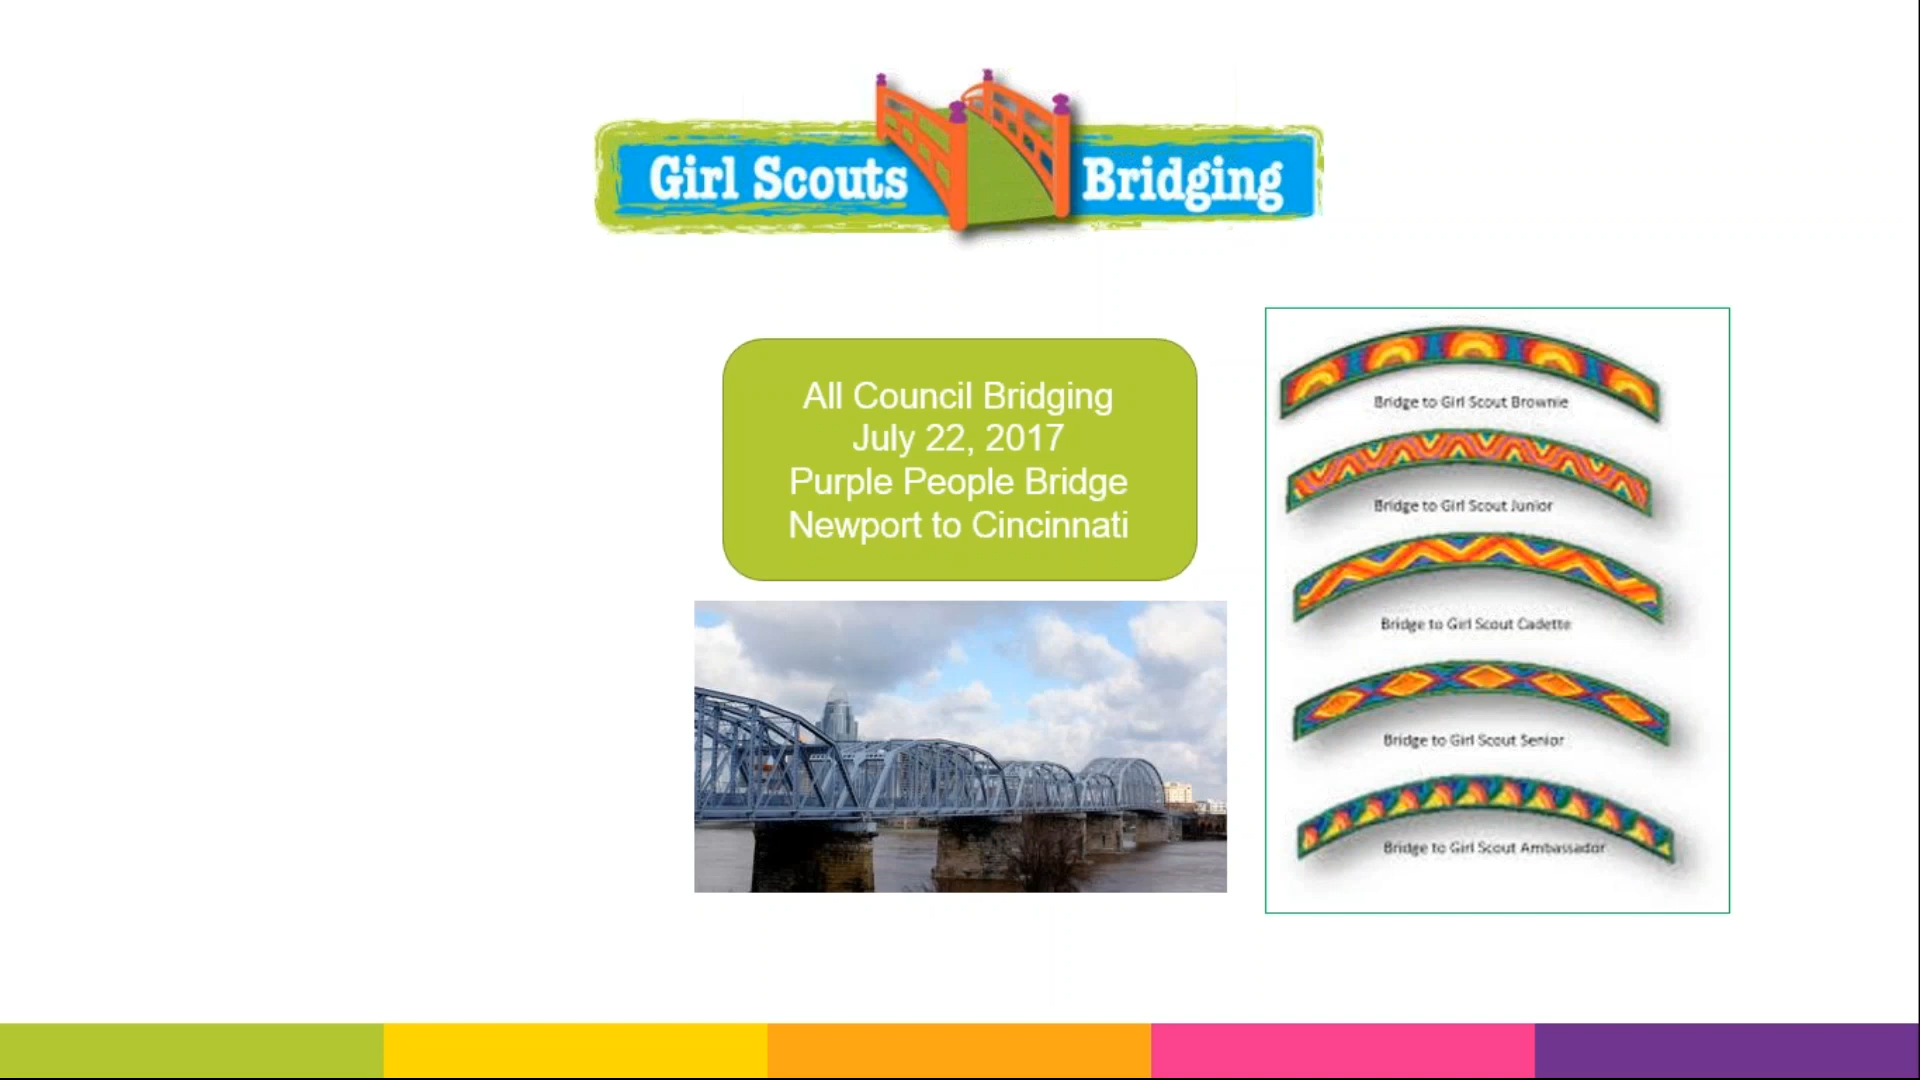 Girl Scouts Bridging
All Council Bridging
July 22, 2017
Purple People Bridge
Newport to Cincinnati
Bridge to Girl Scout Brownie
Bridge to Girl Scout Junior
Bridge to Girl Scout Cadette
Bridge to Girl Scout Senior
Bridge to Girl Scout Ambassador